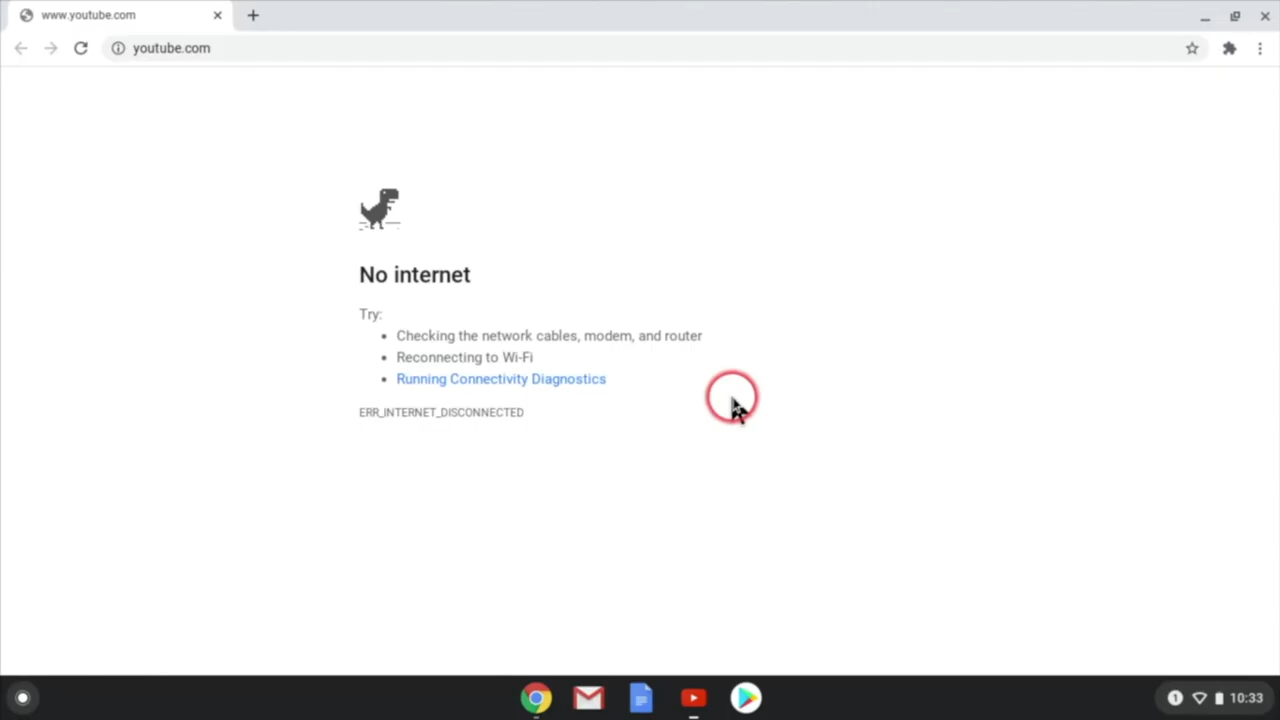 www.youtube.com
youtube.com
No internet
Try:
Checking the network cables, modem, and router
Reconnecting to Wi-Fi
Running Connectivity Diagnostics
ERR_INTERNET_DISCONNECTED
1 10:33